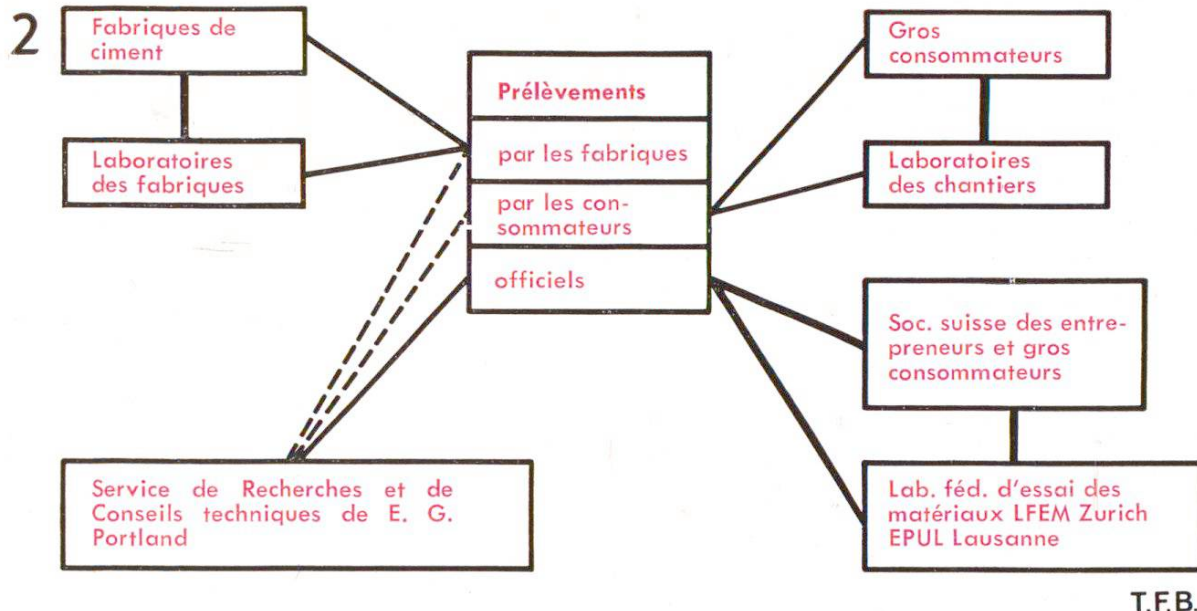 2
Fabriques de
ciment
Laboratoires
des fabriques
Prélèvements
par les fabriques
par les con-
sommateurs
officiels
Gros
consommateurs
Laboratoires
des chantiers
Soc. suisse des entre-
preneurs et gros
consommateurs
Service de Recherches et de
Conseils techniques de E. G.
Portland
Lab. féd. d'essai des
matériaux LFEM Zurich
EPUL Lausanne
T.F.B.